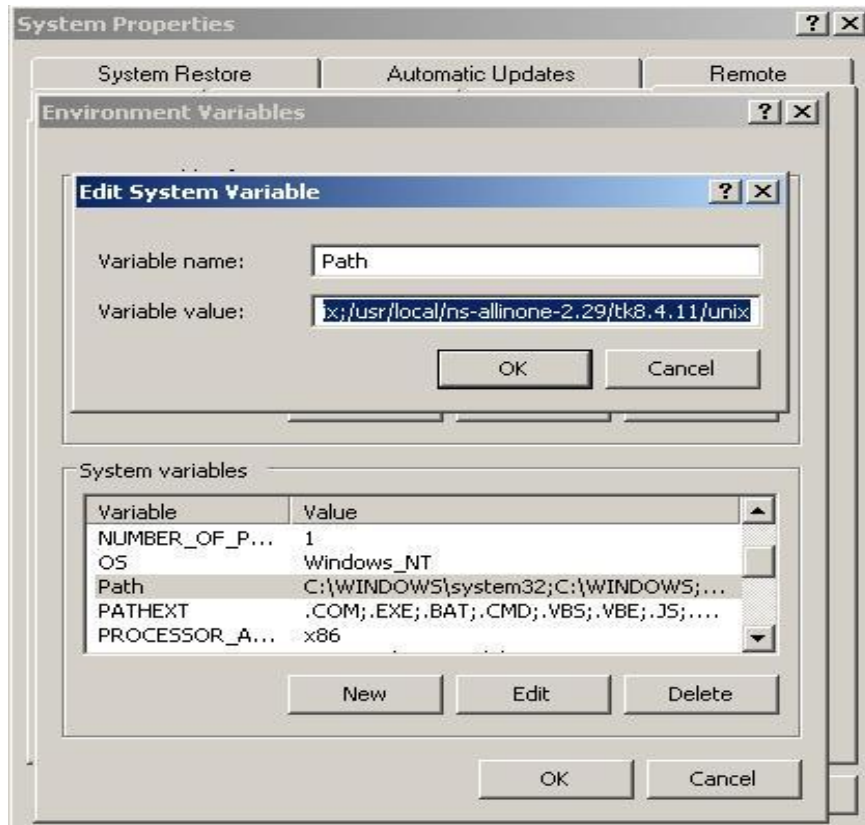 System Properties
System Restore Automatic Updates Remote
Environment Variables
Edit System Variable
Variable name: Path
Variable value: ix;/usr/local/ns-allinone-2.29/tk8.4.11/unix
OK Cancel
System variables
Variable Value
NUMBER_OF_P... 1
OS Windows_NT
Path C:\WINDOWS\system32;C:\WINDOWS;...
PATHEXT .COM;.EXE;.BAT;.CMD;.VBS;.VBE;.JS;....
PROCESSOR_A... x86
New Edit Delete
OK Cancel